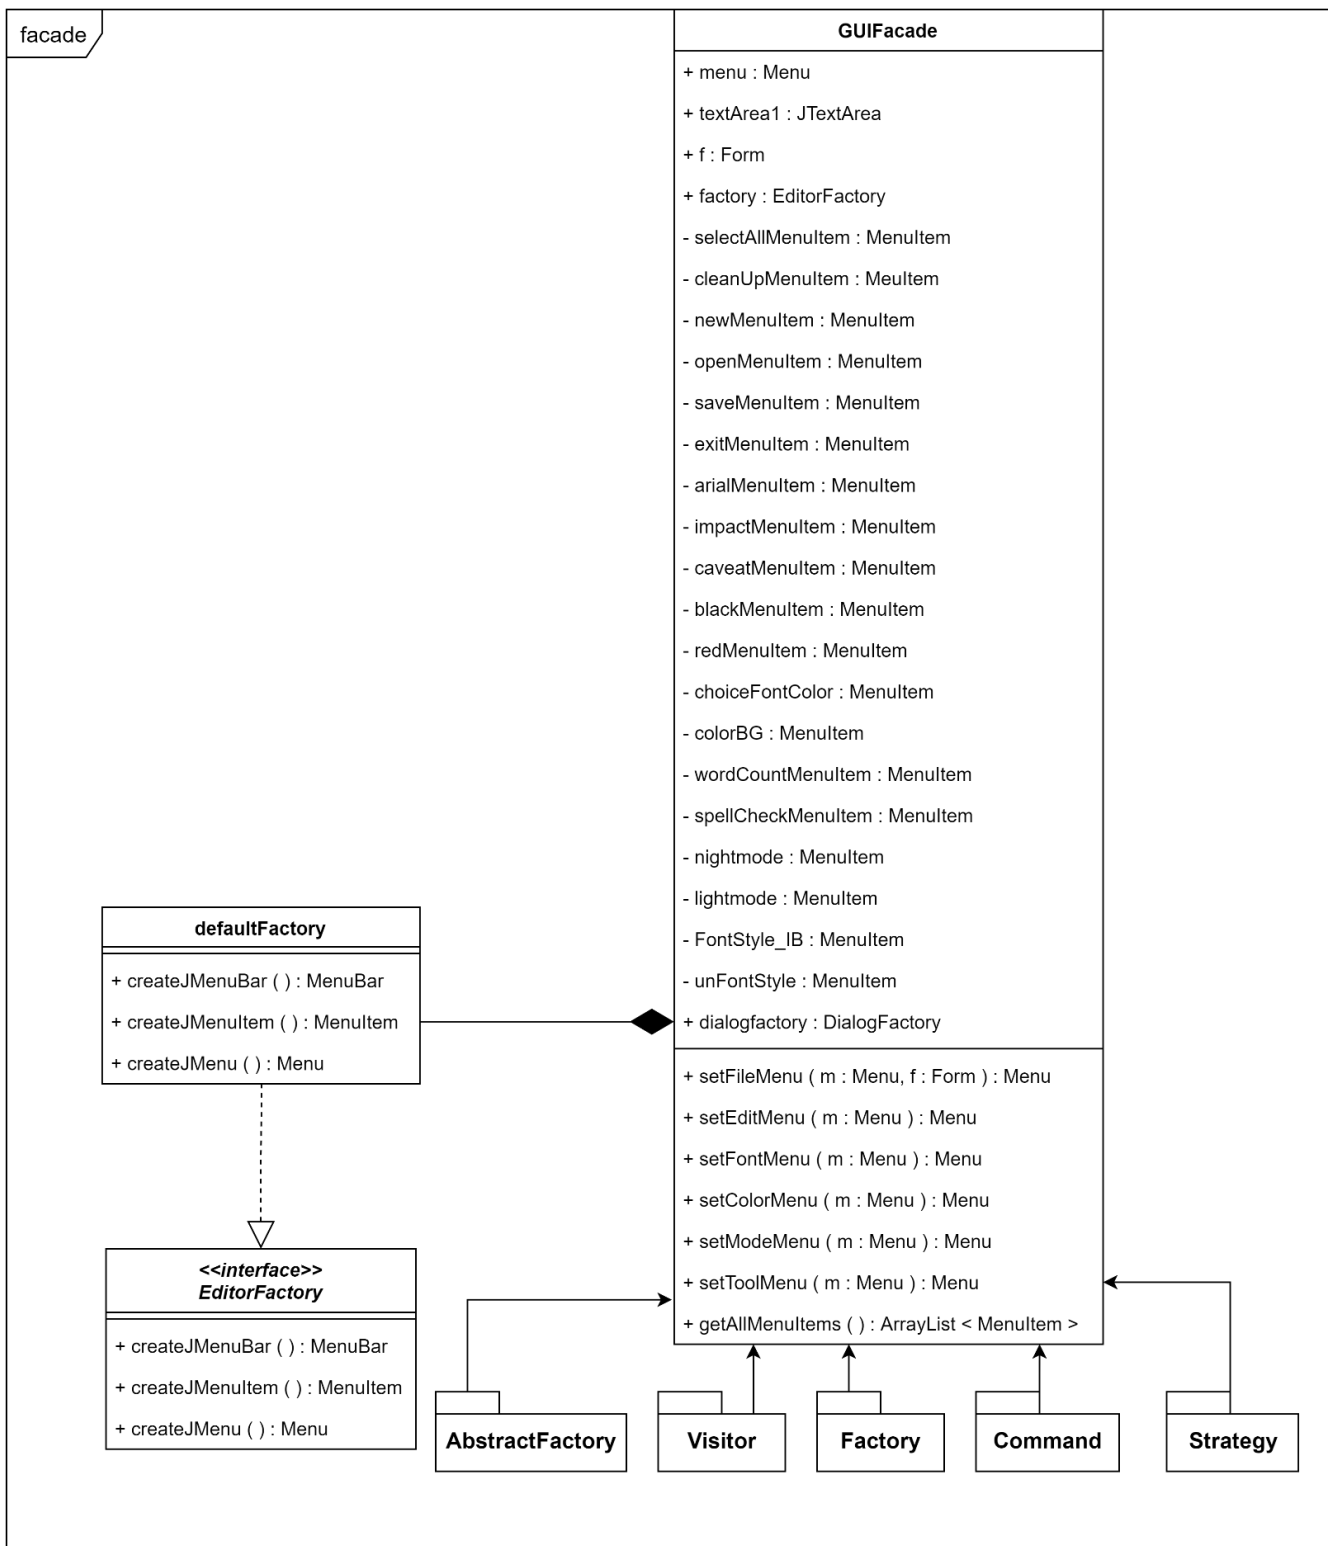 facade
GUIFacade
+ menu : Menu
+ textArea1 : JTextArea
+ f : Form
+ factory : EditorFactory
- selectAllMenuItem : MenuItem
- cleanUpMenuItem : MeuItem
- newMenuItem : MenuItem
- openMenuItem : MenuItem
- saveMenuItem : MenuItem
- exitMenuItem : MenuItem
- arialMenuItem : MenuItem
- impactMenuItem : MenuItem
- caveatMenuItem : MenuItem
- blackMenuItem : MenuItem
- redMenuItem : MenuItem
- choiceFontColor : MenuItem
- colorBG : MenuItem
- wordCountMenuItem : MenuItem
- spellCheckMenuItem : MenuItem
- nightmode : MenuItem
- lightmode : MenuItem
- FontStyle_IB : MenuItem
- unFontStyle : MenuItem
+ dialogfactory : DialogFactory
+ setFileMenu ( m : Menu, f : Form ) : Menu
+ setEditMenu ( m : Menu ) : Menu
+ setFontMenu ( m : Menu ) : Menu
+ setColorMenu ( m : Menu ) : Menu
+ setModeMenu ( m : Menu ) : Menu
+ setToolMenu ( m : Menu ) : Menu
+ getAllMenuItems ( ) : ArrayList < MenuItem >
defaultFactory
+ createJMenuBar ( ) : MenuBar
+ createJMenuItem ( ) : MenuItem
+ createJMenu ( ) : Menu
<<interface>>
EditorFactory
+ createJMenuBar ( ) : MenuBar
+ createJMenuItem ( ) : MenuItem
+ createJMenu ( ) : Menu
AbstractFactory
Visitor
Factory
Command
Strategy